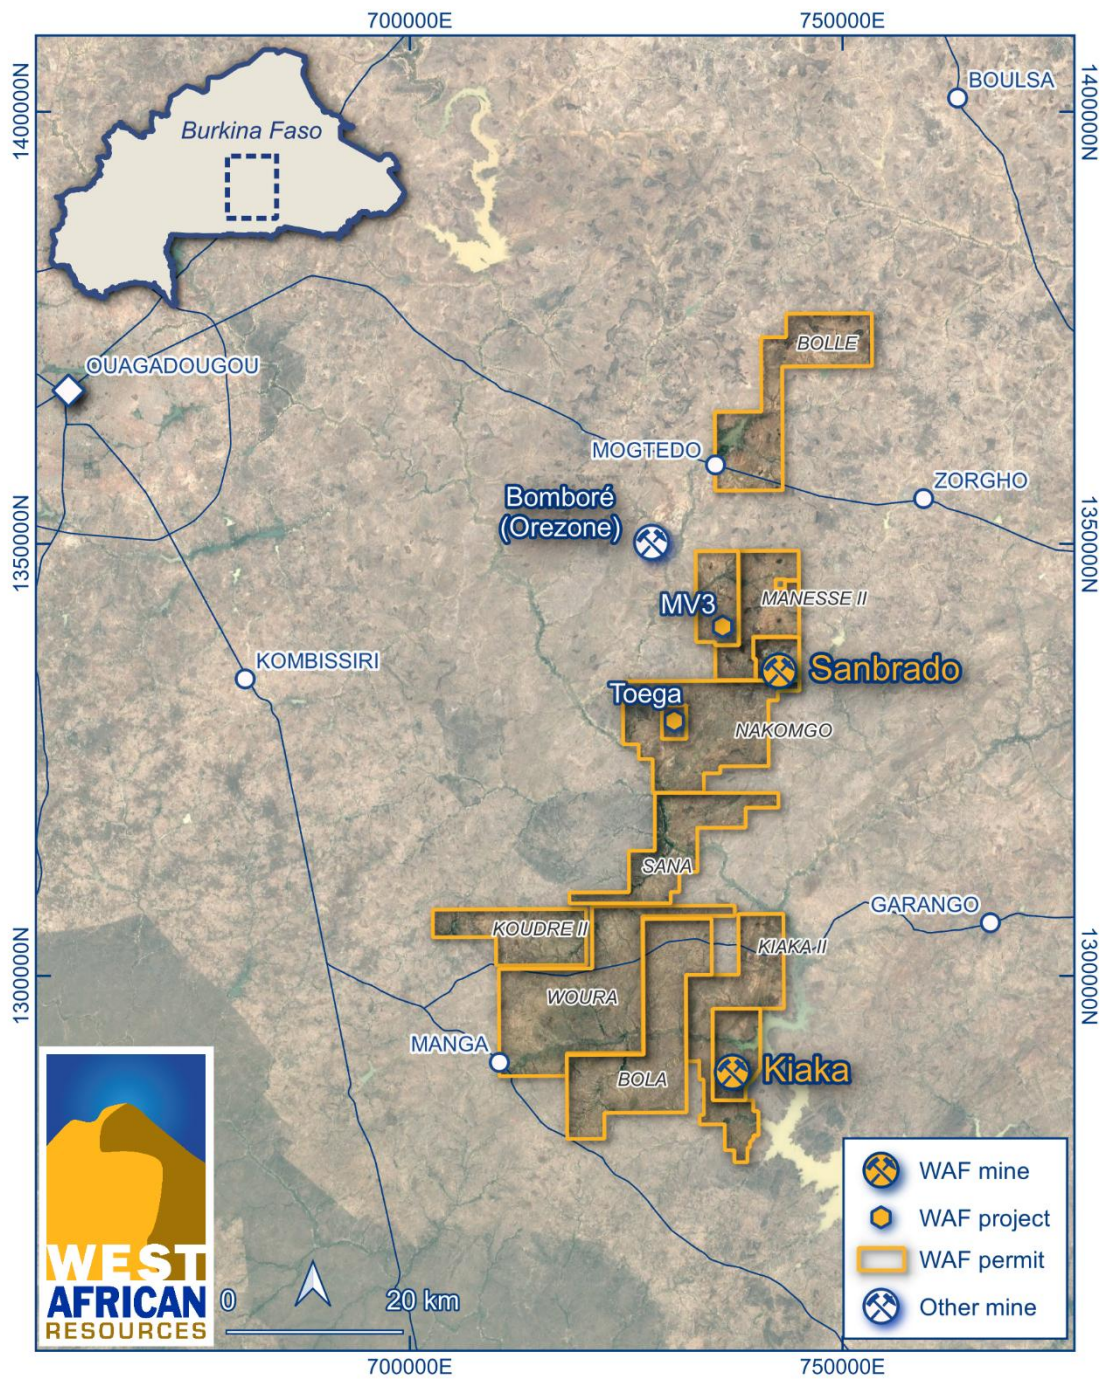 700000E
750000E
1400000N
1400000N
BOULSA
Burkina Faso
OUAGADOUGOU
BOLLE
MOGTEDO
ZORGHO
Bomboré
(Orezone)
1350000N
1350000N
MV3
MANESSE II
KOMBISSIRI
Sanbrado
Toega
NAKOMGO
SANA
GARANGO
KOUDRE II
KIAKA II
1300000N
1300000N
WOURA
MANGA
BOLA
Kiaka
WEST
AFRICAN
RESOURCES
0
20 km
WAF mine
WAF project
WAF permit
Other mine
700000E
750000E